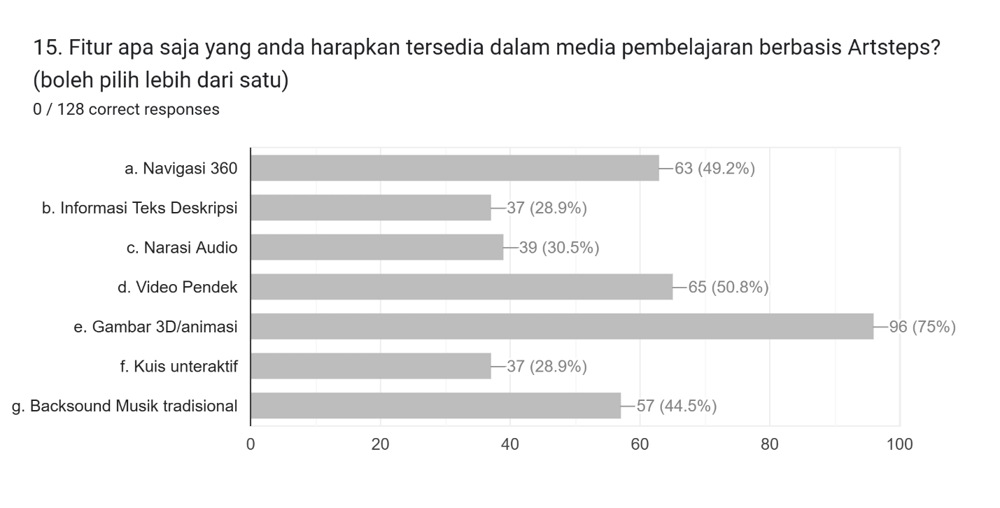 15. Fitur apa saja yang anda harapkan tersedia dalam media pembelajaran berbasis Artsteps?
(boleh pilih lebih dari satu)
0 / 128 correct responses
a. Navigasi 360 63 (49.2%)
b. Informasi Teks Deskripsi 37 (28.9%)
c. Narasi Audio 39 (30.5%)
d. Video Pendek 65 (50.8%)
e. Gambar 3D/animasi 96 (75%)
f. Kuis unteraktif 37 (28.9%)
g. Backsound Musik tradisional 57 (44.5%)
0 20 40 60 80 100